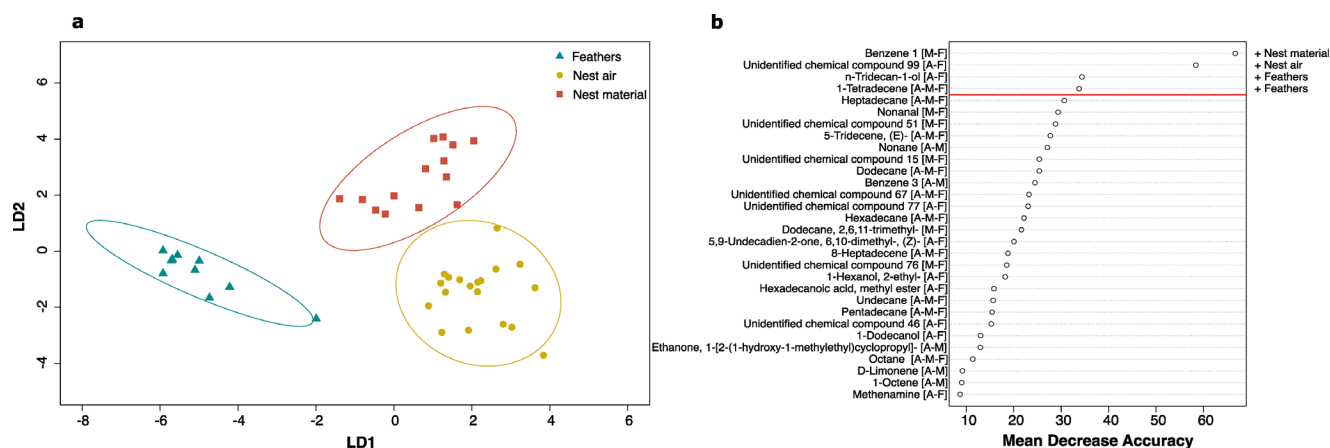 a
LD2
6
4
2
0
-2
-4
-8
-6
-4
-2
0
2
4
6
LD1
Feathers
Nest air
Nest material
b
Benzene 1 [M-F]
Unidentified chemical compound 99 [A-F]
n-Tridecan-1-ol [A-F]
1-Tetradecene [A-M-F]
Heptadecane [A-M-F]
Nonanal [M-F]
Unidentified chemical compound 51 [M-F]
5-Tridecene, (E)- [A-M-F]
Nonane [A-M]
Unidentified chemical compound 15 [M-F]
Dodecane [A-M-F]
Benzene 3 [A-M]
Unidentified chemical compound 67 [A-M-F]
Unidentified chemical compound 77 [A-F]
Hexadecane [A-M-F]
Dodecane, 2,6,11-trimethyl- [M-F]
5,9-Undecadien-2-one, 6,10-dimethyl-, (Z)- [A-F]
8-Heptadecene [A-M-F]
Unidentified chemical compound 76 [M-F]
1-Hexanol, 2-ethyl- [A-F]
Hexadecanoic acid, methyl ester [A-F]
Undecane [A-M-F]
Pentadecane [A-M-F]
Unidentified chemical compound 46 [A-F]
1-Dodecanol [A-F]
Ethanone, 1-[2-(1-hydroxy-1-methylethyl)cyclopropyl]- [A-M]
Octane [A-M-F]
D-Limonene [A-M]
1-Octene [A-M]
Methenamine [A-F]
+ Nest material
+ Nest air
+ Feathers
+ Feathers
10
20
30
40
50
60
Mean Decrease Accuracy